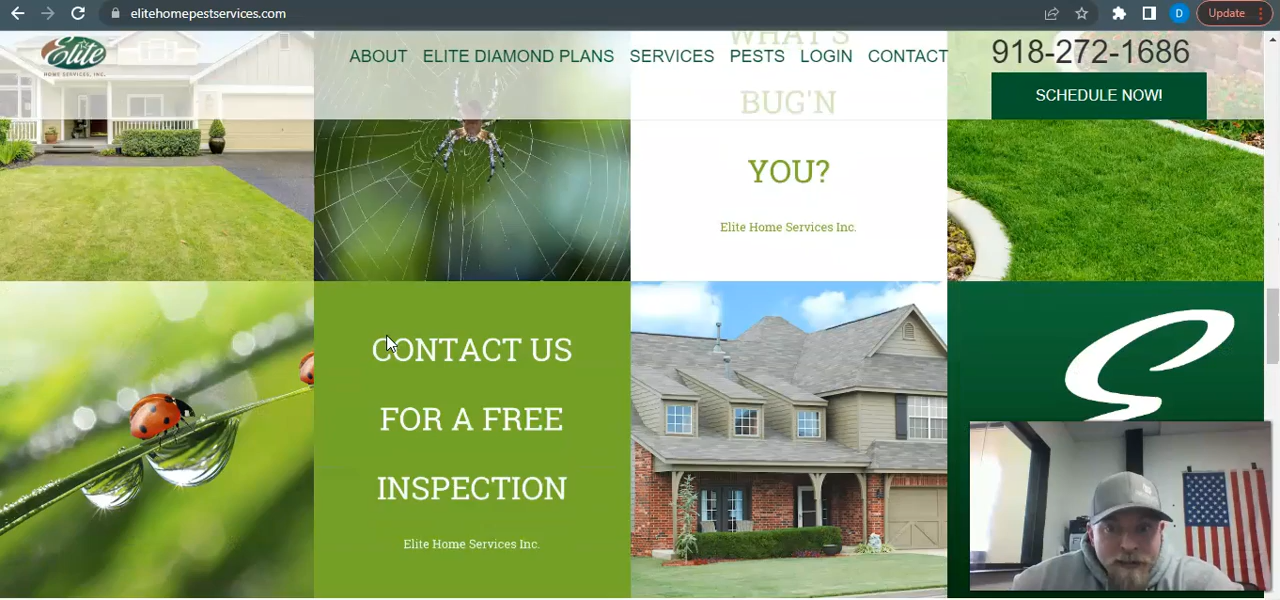 elitehomepestservices.com
D
Update
Elite
HOME SERVICES, INC.
ABOUT
ELITE DIAMOND PLANS
SERVICES
PESTS
LOGIN
CONTACT
918-272-1686
SCHEDULE NOW!
WHAT'S
BUG'N
YOU?
Elite Home Services Inc.
CONTACT US
FOR A FREE
INSPECTION
Elite Home Services Inc.